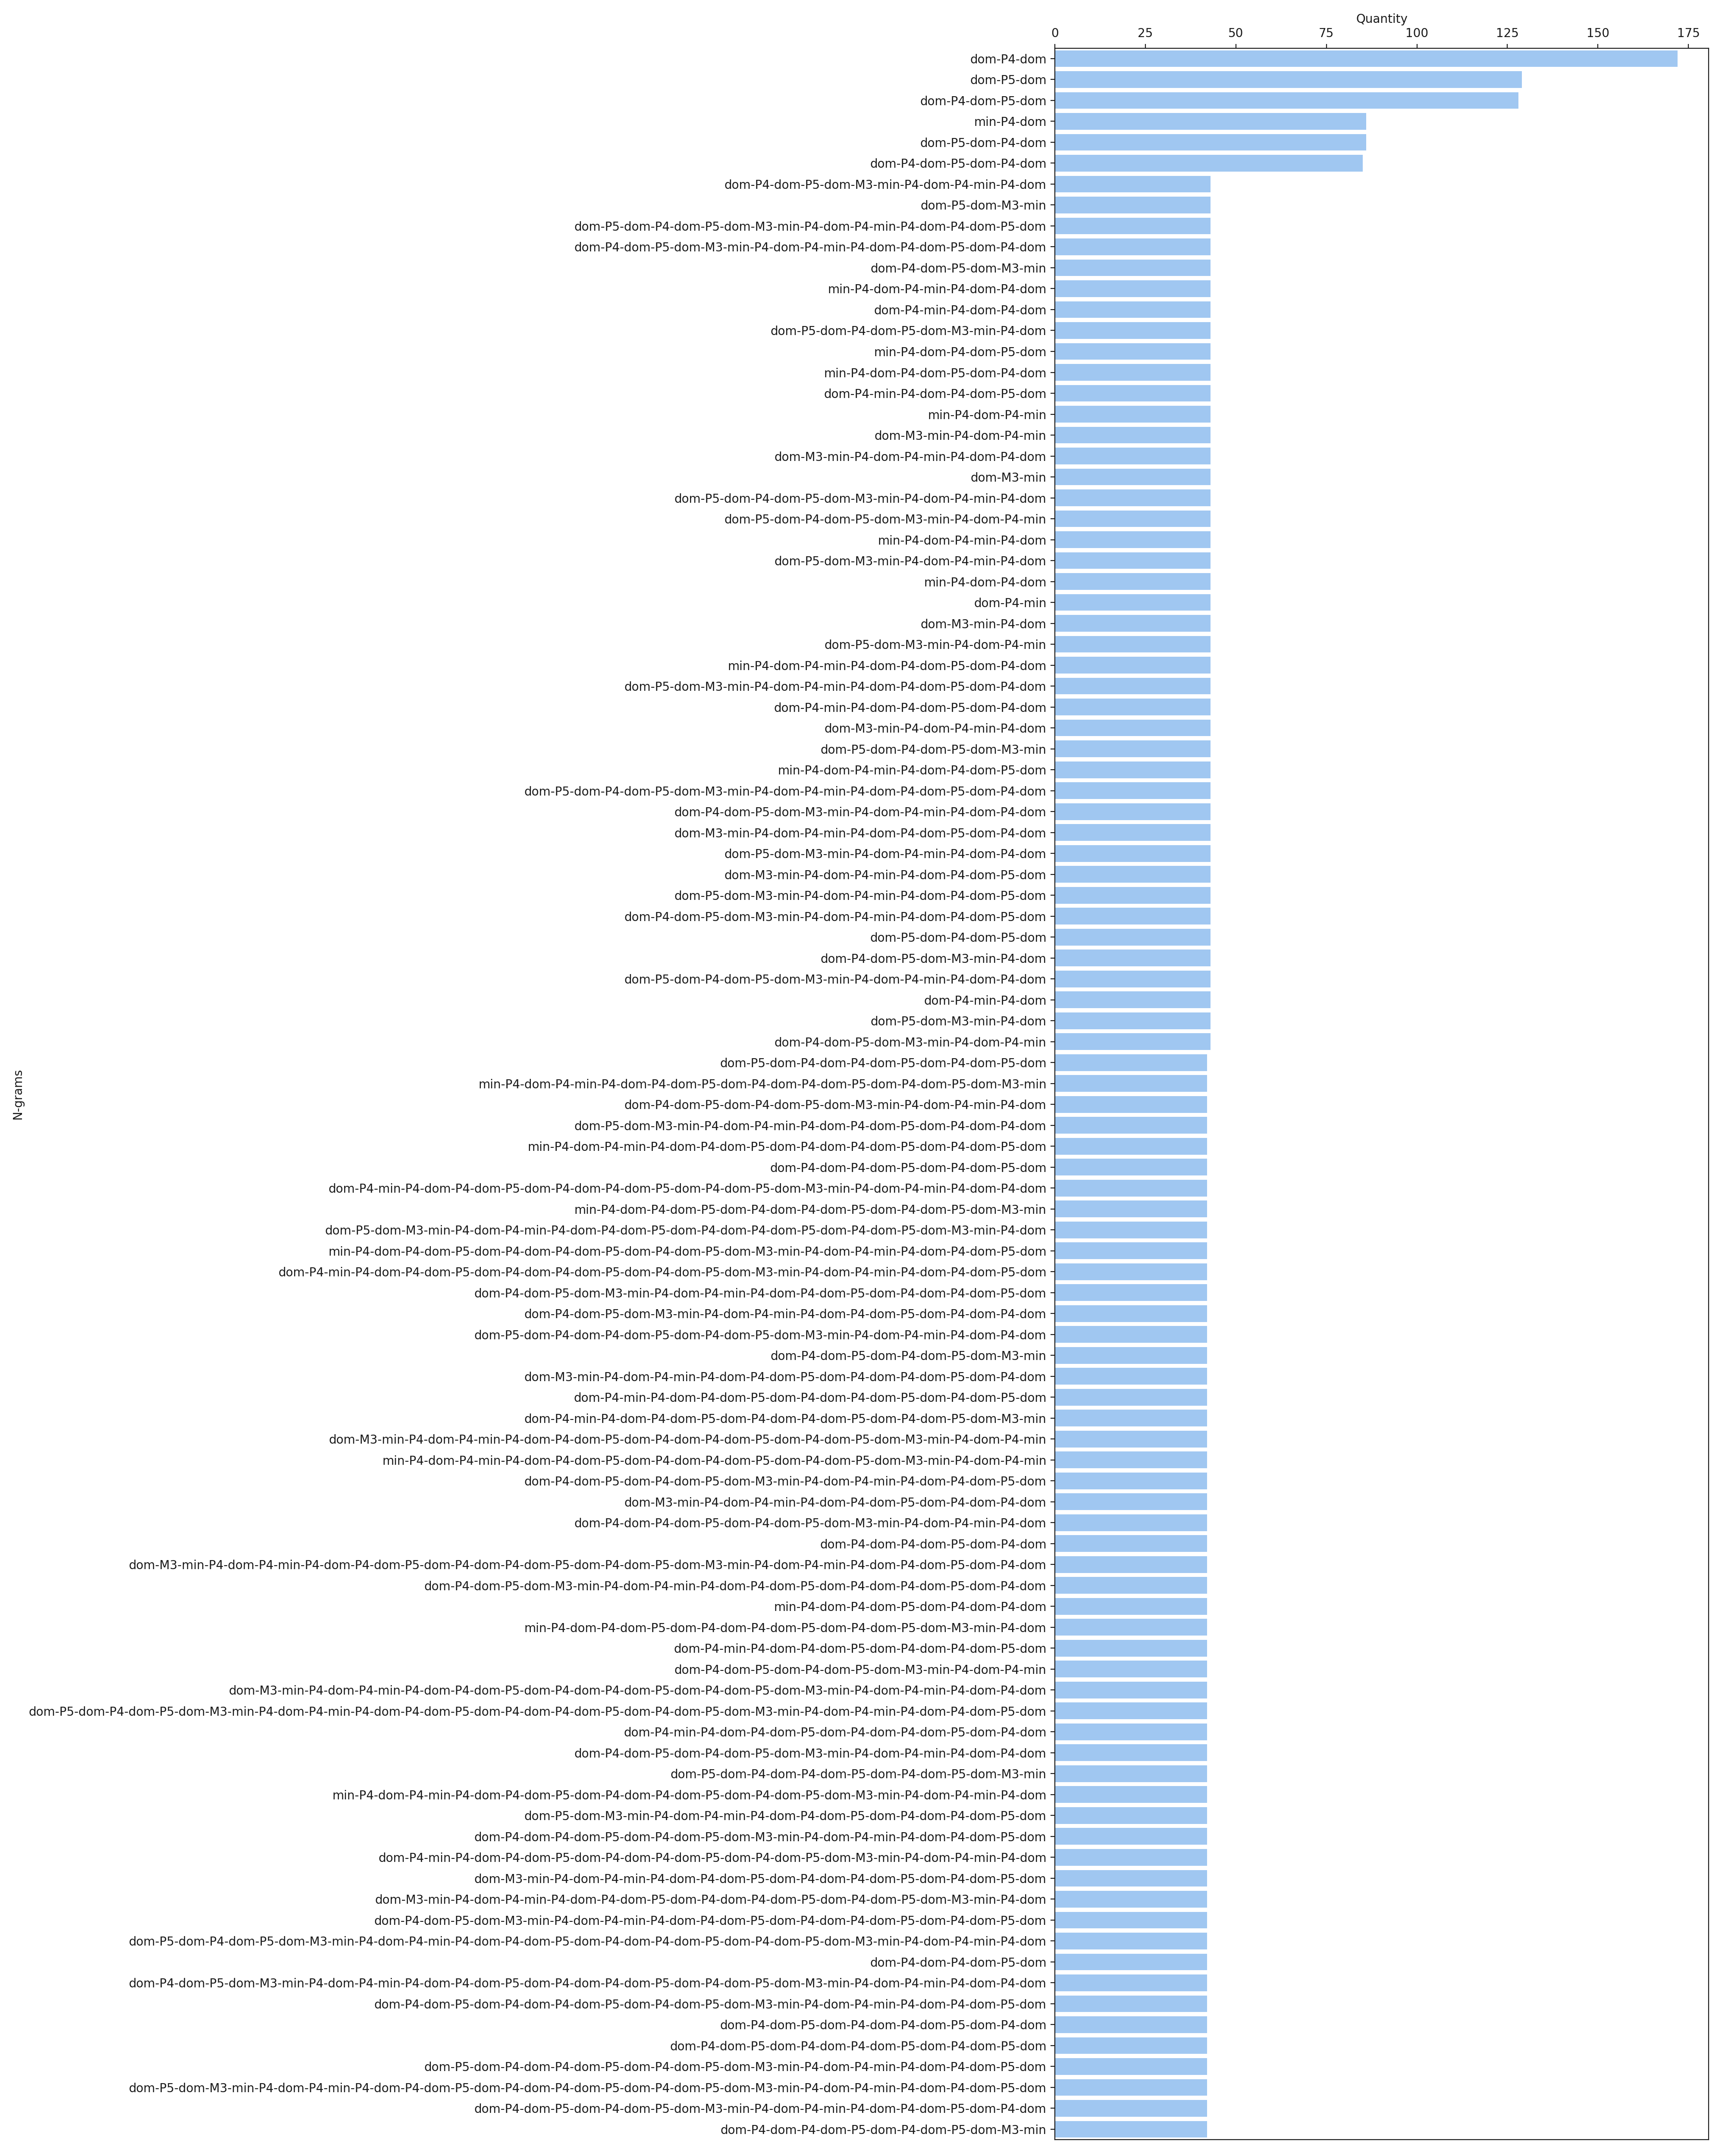 Quantity
0 25 50 75 100 125 150 175
dom-P4-dom
dom-P5-dom
dom-P4-dom-P5-dom
min-P4-dom
dom-P5-dom-P4-dom
dom-P4-dom-P5-dom-P4-dom
dom-P4-dom-P5-dom-M3-min-P4-dom-P4-min-P4-dom
dom-P5-dom-M3-min
dom-P5-dom-P4-dom-P5-dom-M3-min-P4-dom-P4-min-P4-dom-P4-dom-P5-dom
dom-P4-dom-P5-dom-M3-min-P4-dom-P4-min-P4-dom-P4-dom-P5-dom-P4-dom
dom-P4-dom-P5-dom-M3-min
min-P4-dom-P4-min-P4-dom-P4-dom
dom-P4-min-P4-dom-P4-dom
dom-P5-dom-P4-dom-P5-dom-M3-min-P4-dom
min-P4-dom-P4-dom-P5-dom
min-P4-dom-P4-dom-P5-dom-P4-dom
dom-P4-min-P4-dom-P4-dom-P5-dom
min-P4-dom-P4-min
dom-M3-min-P4-dom-P4-min
dom-M3-min-P4-dom-P4-min-P4-dom-P4-dom
dom-M3-min
dom-P5-dom-P4-dom-P5-dom-M3-min-P4-dom-P4-min-P4-dom
dom-P5-dom-P4-dom-P5-dom-M3-min-P4-dom-P4-min
min-P4-dom-P4-min-P4-dom
dom-P5-dom-M3-min-P4-dom-P4-min-P4-dom
min-P4-dom-P4-dom
dom-P4-min
dom-M3-min-P4-dom
dom-P5-dom-M3-min-P4-dom-P4-min
min-P4-dom-P4-min-P4-dom-P4-dom-P5-dom-P4-dom
dom-P5-dom-M3-min-P4-dom-P4-min-P4-dom-P4-dom-P5-dom-P4-dom
dom-P4-min-P4-dom-P4-dom-P5-dom-P4-dom
dom-M3-min-P4-dom-P4-min-P4-dom
dom-P5-dom-P4-dom-P5-dom-M3-min
min-P4-dom-P4-min-P4-dom-P4-dom-P5-dom
dom-P5-dom-P4-dom-P5-dom-M3-min-P4-dom-P4-min-P4-dom-P4-dom-P5-dom-P4-dom
dom-P4-dom-P5-dom-M3-min-P4-dom-P4-min-P4-dom-P4-dom
dom-M3-min-P4-dom-P4-min-P4-dom-P4-dom-P5-dom-P4-dom
dom-P5-dom-M3-min-P4-dom-P4-min-P4-dom-P4-dom
dom-M3-min-P4-dom-P4-min-P4-dom-P4-dom-P5-dom
dom-P5-dom-M3-min-P4-dom-P4-min-P4-dom-P4-dom-P5-dom
dom-P4-dom-P5-dom-M3-min-P4-dom-P4-min-P4-dom-P4-dom-P5-dom
dom-P5-dom-P4-dom-P5-dom
dom-P4-dom-P5-dom-M3-min-P4-dom
dom-P5-dom-P4-dom-P5-dom-M3-min-P4-dom-P4-min-P4-dom-P4-dom
dom-P4-min-P4-dom
dom-P5-dom-M3-min-P4-dom
dom-P4-dom-P5-dom-M3-min-P4-dom-P4-min
dom-P5-dom-P4-dom-P4-dom-P5-dom-P4-dom-P5-dom
min-P4-dom-P4-min-P4-dom-P4-dom-P5-dom-P4-dom-P4-dom-P5-dom-P4-dom-P5-dom-M3-min
dom-P4-dom-P5-dom-P4-dom-P5-dom-M3-min-P4-dom-P4-min-P4-dom
dom-P5-dom-M3-min-P4-dom-P4-min-P4-dom-P4-dom-P5-dom-P4-dom-P4-dom
min-P4-dom-P4-min-P4-dom-P4-dom-P5-dom-P4-dom-P4-dom-P5-dom-P4-dom-P5-dom
dom-P4-dom-P4-dom-P5-dom-P4-dom-P5-dom
dom-P4-min-P4-dom-P4-dom-P5-dom-P4-dom-P4-dom-P5-dom-P4-dom-P5-dom-M3-min-P4-dom-P4-min-P4-dom-P4-dom
min-P4-dom-P4-dom-P5-dom-P4-dom-P4-dom-P5-dom-P4-dom-P5-dom-M3-min
dom-P5-dom-M3-min-P4-dom-P4-min-P4-dom-P4-dom-P5-dom-P4-dom-P4-dom-P5-dom-P4-dom-P5-dom-M3-min-P4-dom
min-P4-dom-P4-dom-P5-dom-P4-dom-P4-dom-P5-dom-P4-dom-P5-dom-M3-min-P4-dom-P4-min-P4-dom-P4-dom-P5-dom
dom-P4-min-P4-dom-P4-dom-P5-dom-P4-dom-P4-dom-P5-dom-P4-dom-P5-dom-M3-min-P4-dom-P4-min-P4-dom-P4-dom-P5-dom
dom-P4-dom-P5-dom-M3-min-P4-dom-P4-min-P4-dom-P4-dom-P5-dom-P4-dom-P4-dom-P5-dom
dom-P4-dom-P5-dom-M3-min-P4-dom-P4-min-P4-dom-P4-dom-P5-dom-P4-dom-P4-dom
dom-P5-dom-P4-dom-P4-dom-P5-dom-P4-dom-P5-dom-M3-min-P4-dom-P4-min-P4-dom-P4-dom
dom-P4-dom-P5-dom-P4-dom-P5-dom-M3-min
dom-M3-min-P4-dom-P4-min-P4-dom-P4-dom-P5-dom-P4-dom-P4-dom-P5-dom-P4-dom
dom-P4-min-P4-dom-P4-dom-P5-dom-P4-dom-P4-dom-P5-dom-P4-dom-P5-dom
dom-P4-min-P4-dom-P4-dom-P5-dom-P4-dom-P4-dom-P5-dom-P4-dom-P5-dom-M3-min
dom-M3-min-P4-dom-P4-min-P4-dom-P4-dom-P5-dom-P4-dom-P4-dom-P5-dom-P4-dom-P5-dom-M3-min-P4-dom-P4-min
min-P4-dom-P4-min-P4-dom-P4-dom-P5-dom-P4-dom-P4-dom-P5-dom-P4-dom-P5-dom-M3-min-P4-dom-P4-min
dom-P4-dom-P5-dom-P4-dom-P5-dom-M3-min-P4-dom-P4-min-P4-dom-P4-dom-P5-dom
dom-M3-min-P4-dom-P4-min-P4-dom-P4-dom-P5-dom-P4-dom-P4-dom
dom-P4-dom-P4-dom-P5-dom-P4-dom-P5-dom-M3-min-P4-dom-P4-min-P4-dom
dom-P4-dom-P4-dom-P5-dom-P4-dom
dom-M3-min-P4-dom-P4-min-P4-dom-P4-dom-P5-dom-P4-dom-P4-dom-P5-dom-P4-dom-P5-dom-M3-min-P4-dom-P4-min-P4-dom-P4-dom-P5-dom-P4-dom
dom-P4-dom-P5-dom-M3-min-P4-dom-P4-min-P4-dom-P4-dom-P5-dom-P4-dom-P4-dom-P5-dom-P4-dom
min-P4-dom-P4-dom-P5-dom-P4-dom-P4-dom
min-P4-dom-P4-dom-P5-dom-P4-dom-P4-dom-P5-dom-P4-dom-P5-dom-M3-min-P4-dom
dom-P4-min-P4-dom-P4-dom-P5-dom-P4-dom-P4-dom-P5-dom
dom-P4-dom-P5-dom-P4-dom-P5-dom-M3-min-P4-dom-P4-min
dom-M3-min-P4-dom-P4-min-P4-dom-P4-dom-P5-dom-P4-dom-P4-dom-P5-dom-P4-dom-P5-dom-M3-min-P4-dom-P4-min-P4-dom-P4-dom
dom-P5-dom-P4-dom-P5-dom-M3-min-P4-dom-P4-min-P4-dom-P4-dom-P5-dom-P4-dom-P4-dom-P5-dom-P4-dom-P5-dom-M3-min-P4-dom-P4-min-P4-dom-P4-dom-P5-dom
dom-P4-min-P4-dom-P4-dom-P5-dom-P4-dom-P4-dom-P5-dom-P4-dom
dom-P4-dom-P5-dom-P4-dom-P5-dom-M3-min-P4-dom-P4-min-P4-dom-P4-dom
dom-P5-dom-P4-dom-P4-dom-P5-dom-P4-dom-P5-dom-M3-min
min-P4-dom-P4-min-P4-dom-P4-dom-P5-dom-P4-dom-P4-dom-P5-dom-P4-dom-P5-dom-M3-min-P4-dom-P4-min-P4-dom
dom-P5-dom-M3-min-P4-dom-P4-min-P4-dom-P4-dom-P5-dom-P4-dom-P4-dom-P5-dom
dom-P4-dom-P4-dom-P5-dom-P4-dom-P5-dom-M3-min-P4-dom-P4-min-P4-dom-P4-dom-P5-dom
dom-P4-min-P4-dom-P4-dom-P5-dom-P4-dom-P4-dom-P5-dom-P4-dom-P5-dom-M3-min-P4-dom-P4-min-P4-dom
dom-M3-min-P4-dom-P4-min-P4-dom-P4-dom-P5-dom-P4-dom-P4-dom-P5-dom-P4-dom-P5-dom
dom-M3-min-P4-dom-P4-min-P4-dom-P4-dom-P5-dom-P4-dom-P4-dom-P5-dom-P4-dom-P5-dom-M3-min-P4-dom
dom-P4-dom-P5-dom-M3-min-P4-dom-P4-min-P4-dom-P4-dom-P5-dom-P4-dom-P4-dom-P5-dom-P4-dom-P5-dom
dom-P5-dom-P4-dom-P5-dom-M3-min-P4-dom-P4-min-P4-dom-P4-dom-P5-dom-P4-dom-P4-dom-P5-dom-P4-dom-P5-dom-M3-min-P4-dom-P4-min-P4-dom
dom-P4-dom-P4-dom-P5-dom
dom-P4-dom-P5-dom-M3-min-P4-dom-P4-min-P4-dom-P4-dom-P5-dom-P4-dom-P4-dom-P5-dom-P4-dom-P5-dom-M3-min-P4-dom-P4-min-P4-dom-P4-dom
dom-P4-dom-P5-dom-P4-dom-P4-dom-P5-dom-P4-dom-P5-dom-M3-min-P4-dom-P4-min-P4-dom-P4-dom-P5-dom
dom-P4-dom-P5-dom-P4-dom-P4-dom-P5-dom-P4-dom
dom-P4-dom-P5-dom-P4-dom-P4-dom-P5-dom-P4-dom-P5-dom
dom-P5-dom-P4-dom-P4-dom-P5-dom-P4-dom-P5-dom-M3-min-P4-dom-P4-min-P4-dom-P4-dom-P5-dom
dom-P5-dom-M3-min-P4-dom-P4-min-P4-dom-P4-dom-P5-dom-P4-dom-P4-dom-P5-dom-P4-dom-P5-dom-M3-min-P4-dom-P4-min-P4-dom-P4-dom-P5-dom
dom-P4-dom-P5-dom-P4-dom-P5-dom-M3-min-P4-dom-P4-min-P4-dom-P4-dom-P5-dom-P4-dom
dom-P4-dom-P4-dom-P5-dom-P4-dom-P5-dom-M3-min
N-grams